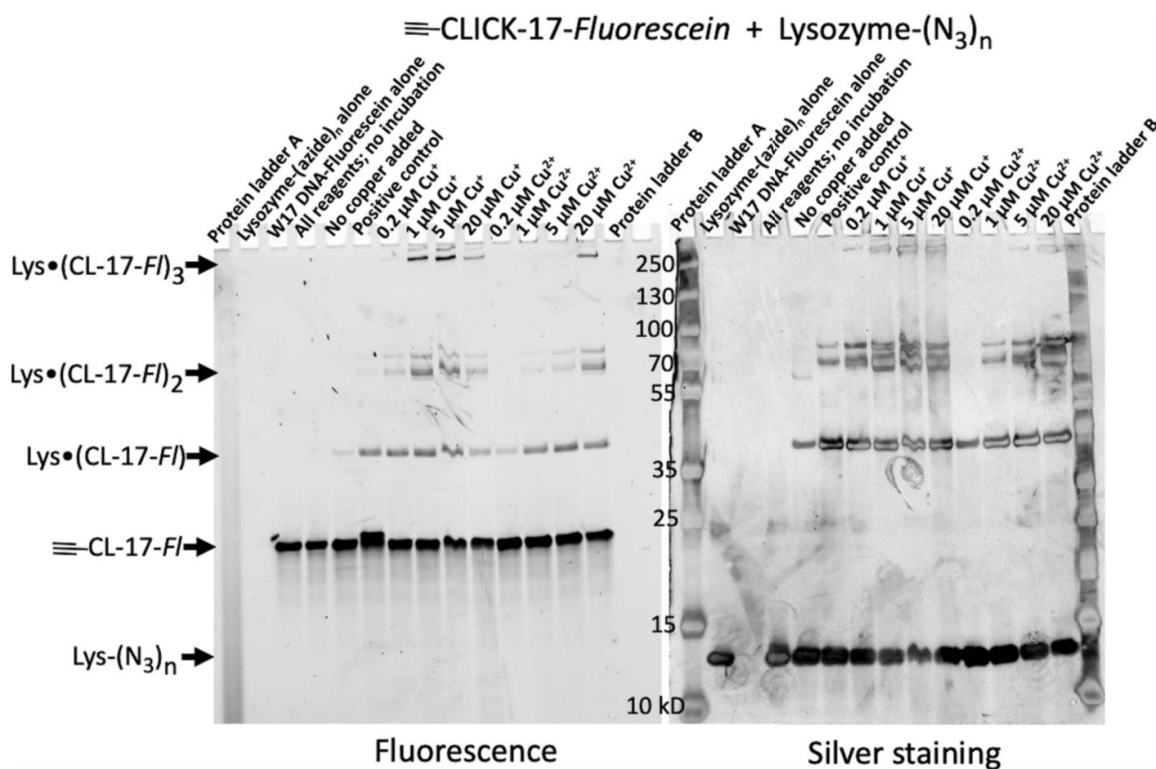 ≡—CLICK-17-Fluorescein + Lysozyme-(N₃)ₙ
Protein ladder A
Lysozyme-(azide)ₙ alone
W17 DNA-Fluorescein alone
All reagents; no incubation
No copper added
Positive control
0.2 µM Cu⁺
1 µM Cu⁺
5 µM Cu⁺
20 µM Cu⁺
0.2 µM Cu²⁺
1 µM Cu²⁺
5 µM Cu²⁺
20 µM Cu²⁺
Protein ladder B
Protein ladder A
Lysozyme-(azide)ₙ alone
W17 DNA-Fluorescein alone
All reagents; no incubation
No copper added
Positive control
0.2 µM Cu⁺
1 µM Cu⁺
5 µM Cu⁺
20 µM Cu⁺
0.2 µM Cu²⁺
1 µM Cu²⁺
5 µM Cu²⁺
20 µM Cu²⁺
Protein ladder B
Lys•(CL-17-Fl)₃
Lys•(CL-17-Fl)₂
Lys•(CL-17-Fl)
≡—CL-17-Fl
Lys-(N₃)ₙ
250
130
100
70
55
35
25
15
10 kD
Fluorescence
Silver staining